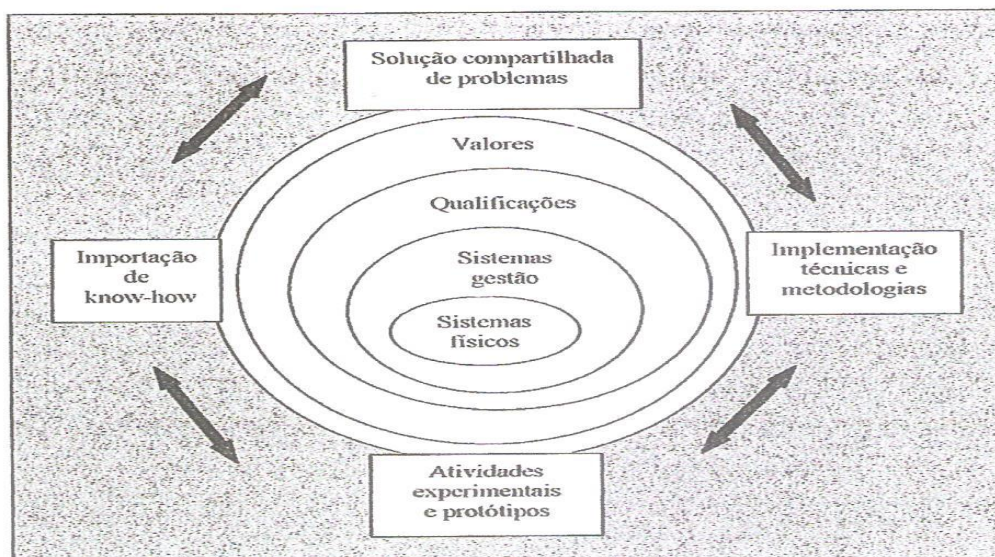 Solução compartilhada
de problemas
Valores
Qualificações
Importação
de
know-how
Sistemas
gestão
Implementação
técnicas e
metodologias
Sistemas
físicos
Atividades
experimentais
e protótipos